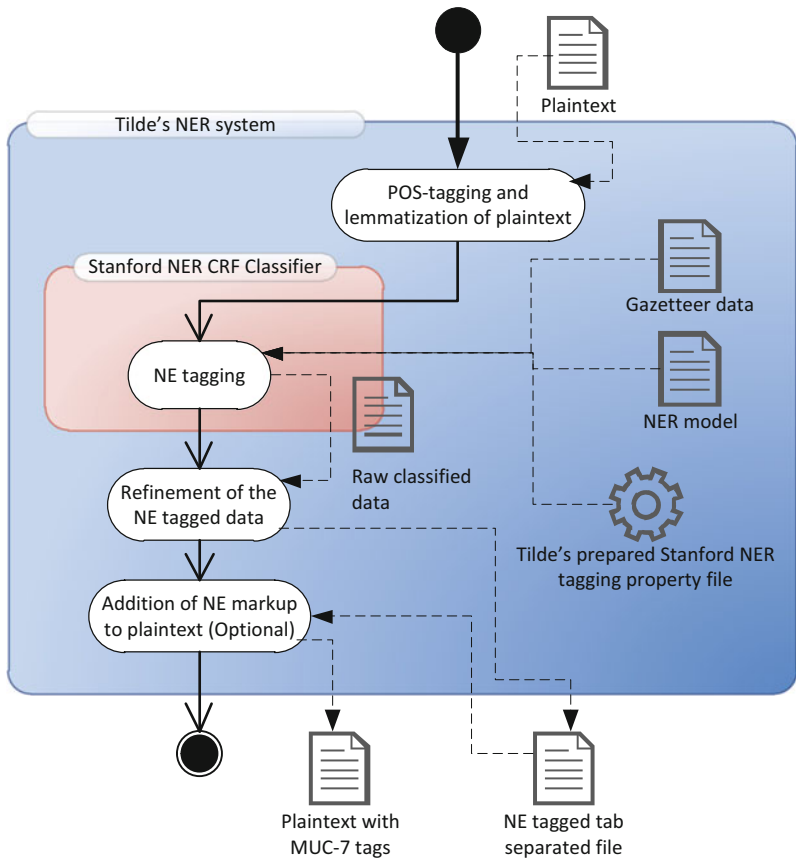 Plaintext
Tilde's NER system
POS-tagging and
lemmatization of plaintext
Stanford NER CRF Classifier
Gazetteer data
NE tagging
NER model
Raw classified
data
Refinement of the
NE tagged data
Tilde's prepared Stanford NER
tagging property file
Addition of NE markup
to plaintext (Optional)
Plaintext with
MUC-7 tags
NE tagged tab
separated file